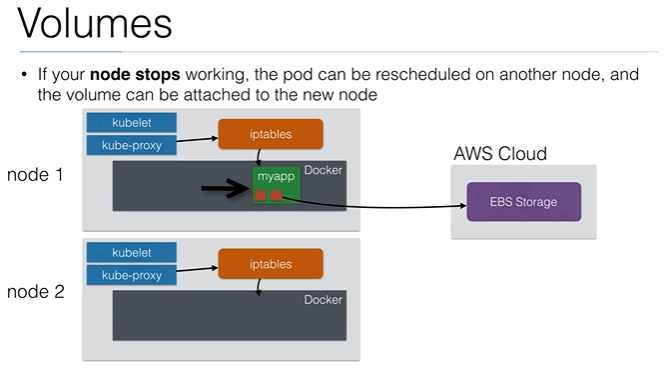 Volumes
• If your node stops working, the pod can be rescheduled on another node, and
the volume can be attached to the new node
kubelet
kube-proxy
iptables
node 1
Docker
myapp
AWS Cloud
EBS Storage
kubelet
kube-proxy
iptables
node 2
Docker